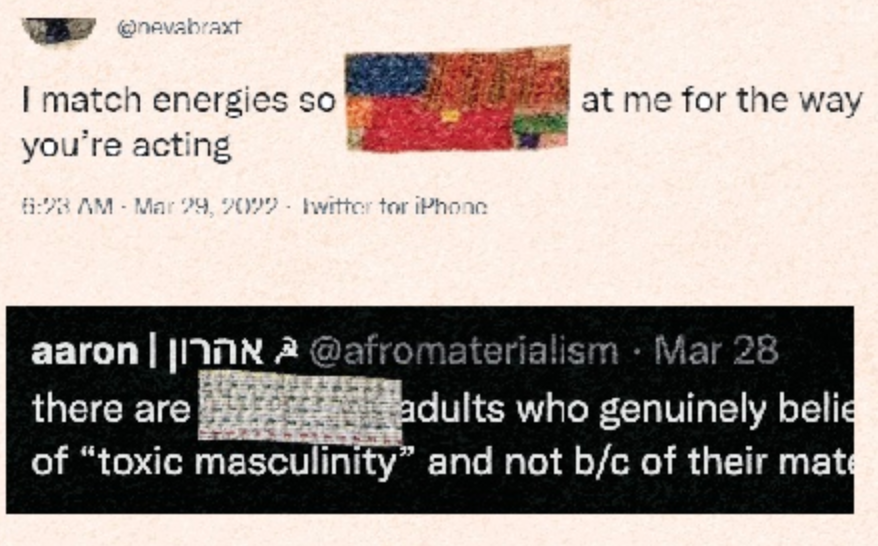 @nevabraxt
I match energies so at me for the way
you're acting
6:23 AM · Mar 29, 2022 · Twitter for iPhone
aaron | אהרון ☭ @afromaterialism · Mar 28
there are adults who genuinely belie
of “toxic masculinity” and not b/c of their mate